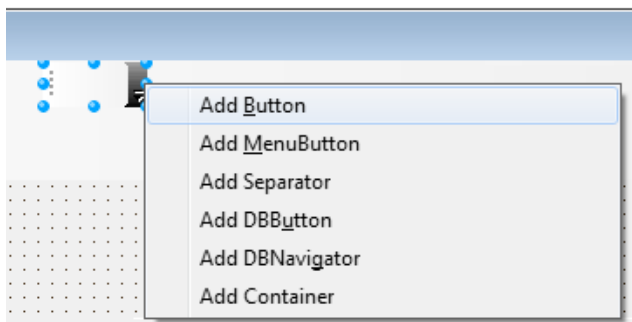 Add Button
Add MenuButton
Add Separator
Add DBButton
Add DBNavigator
Add Container